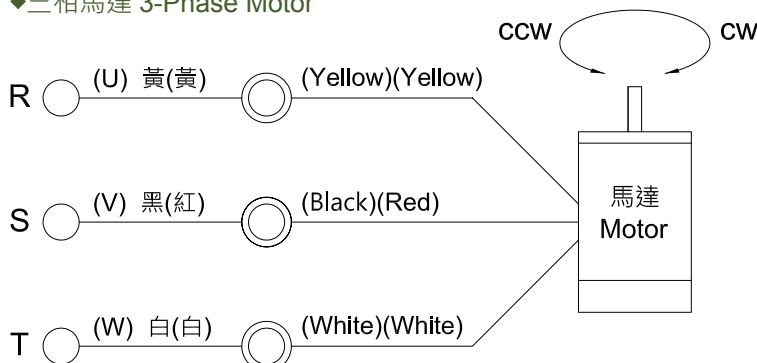 ◆三相馬達 3-Phase Motor
CCW CW
R (U) 黃(黃) (Yellow)(Yellow)
S (V) 黑(紅) (Black)(Red)
馬達
Motor
T (W) 白(白) (White)(White)